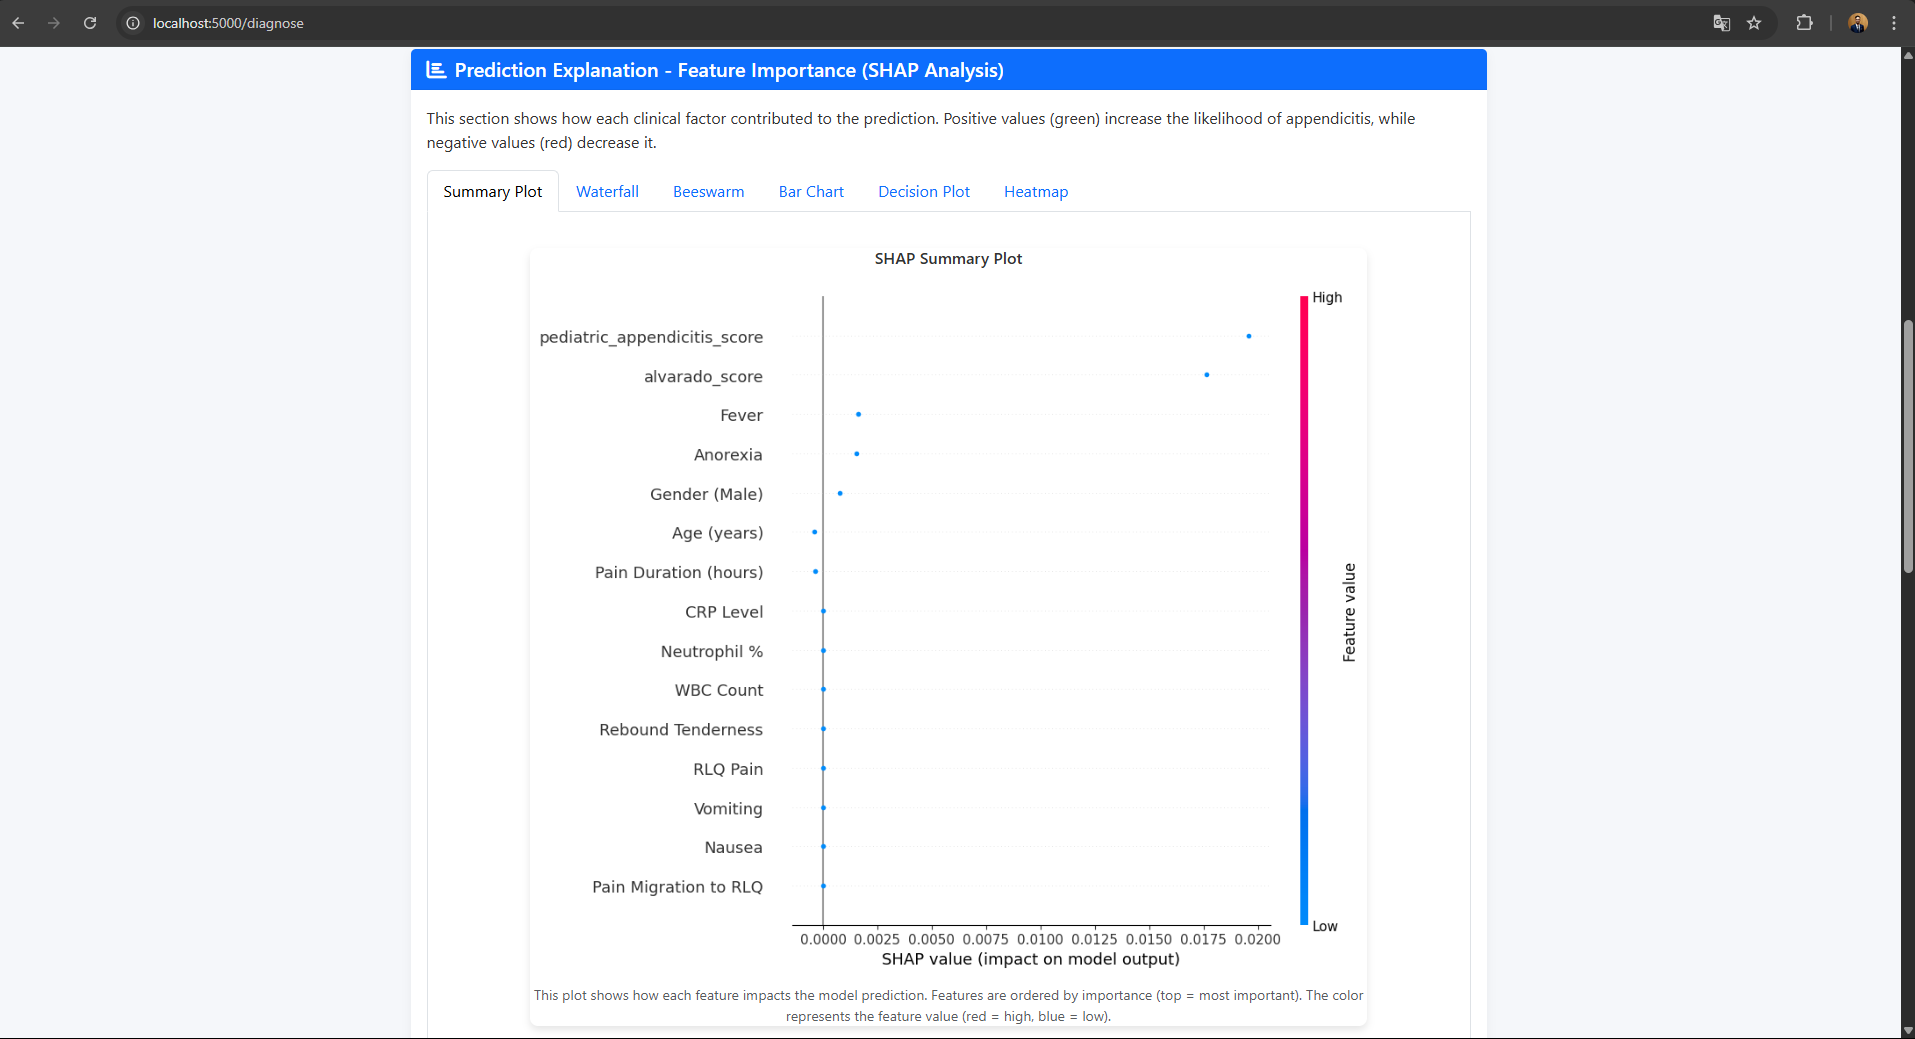 localhost:5000/diagnose
Prediction Explanation - Feature Importance (SHAP Analysis)
This section shows how each clinical factor contributed to the prediction. Positive values (green) increase the likelihood of appendicitis, while
negative values (red) decrease it.
Summary Plot Waterfall Beeswarm Bar Chart Decision Plot Heatmap
SHAP Summary Plot
High
pediatric_appendicitis_score
alvarado_score
Fever
Anorexia
Gender (Male)
Age (years)
Pain Duration (hours)
CRP Level
Neutrophil %
WBC Count
Rebound Tenderness
RLQ Pain
Vomiting
Nausea
Pain Migration to RLQ
Feature value
Low
0.0000 0.0025 0.0050 0.0075 0.0100 0.0125 0.0150 0.0175 0.0200
SHAP value (impact on model output)
This plot shows how each feature impacts the model prediction. Features are ordered by importance (top = most important). The color
represents the feature value (red = high, blue = low).